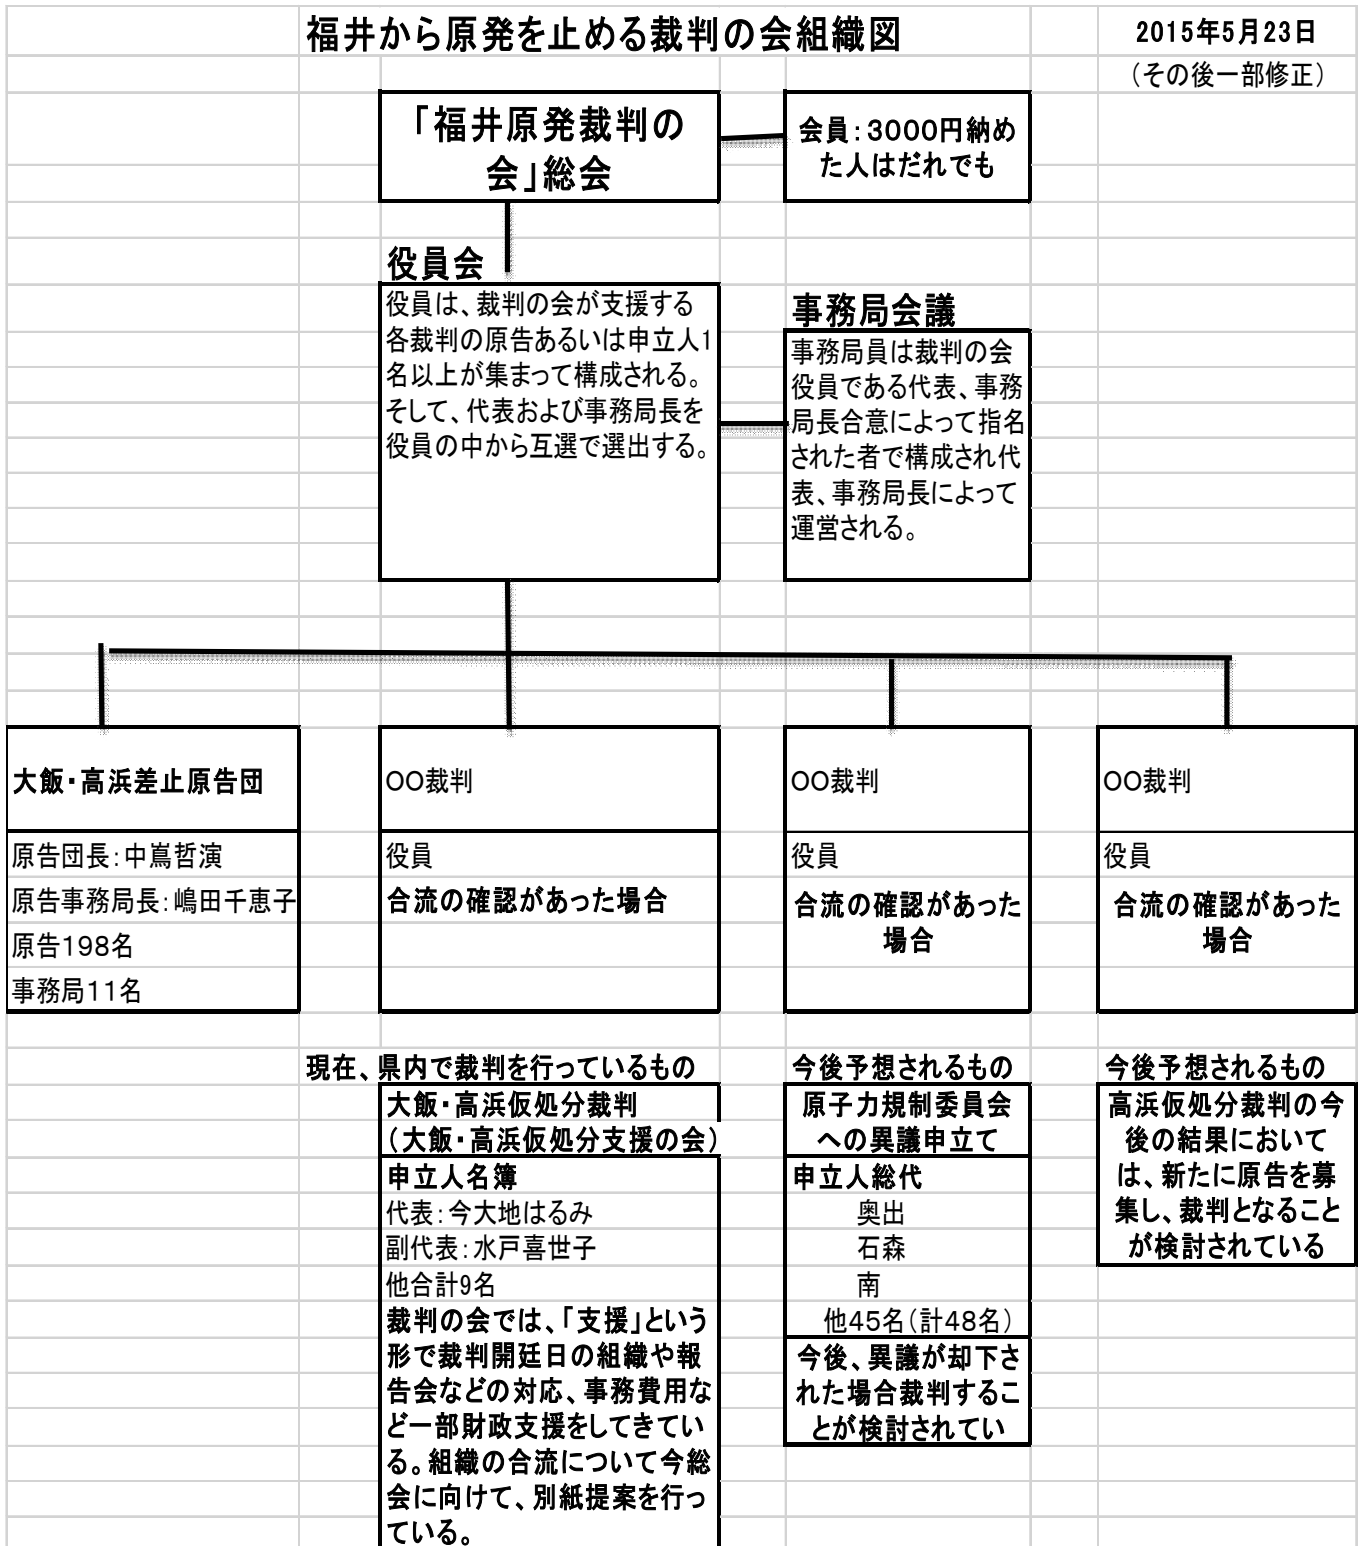 福井から原発を止める裁判の会組織図
2015年5月23日
（その後一部修正）
「福井原発裁判の
会」総会
会員：3000円納め
た人はだれでも
役員会
役員は、裁判の会が支援する
各裁判の原告あるいは申立人1
名以上が集まって構成される。
そして、代表および事務局長を
役員の中から互選で選出する。
事務局会議
事務局員は裁判の会
役員である代表、事務
局長合意によって指名
された者で構成され代
表、事務局長によって
運営される。
大飯・高浜差止原告団
原告団長：中嶌哲演
原告事務局長：嶋田千恵子
原告198名
事務局11名
○○裁判
役員
合流の確認があった場合
○○裁判
役員
合流の確認があった
場合
○○裁判
役員
合流の確認があった
場合
現在、県内で裁判を行っているもの
大飯・高浜仮処分裁判
（大飯・高浜仮処分支援の会）
申立人名簿
代表：今大地はるみ
副代表：水戸喜世子
他合計9名
裁判の会では、「支援」という
形で裁判開廷日の組織や報
告会などの対応、事務費用な
ど一部財政支援をしてきてい
る。組織の合流について今総
会に向けて、別紙提案を行っ
ている。
今後予想されるもの
原子力規制委員会
への異議申立て
申立人総代
奥出
石森
南
他45名（計48名）
今後、異議が却下さ
れた場合裁判するこ
とが検討されてい
今後予想されるもの
高浜仮処分裁判の今
後の結果において
は、新たに原告を募
集し、裁判となること
が検討されている